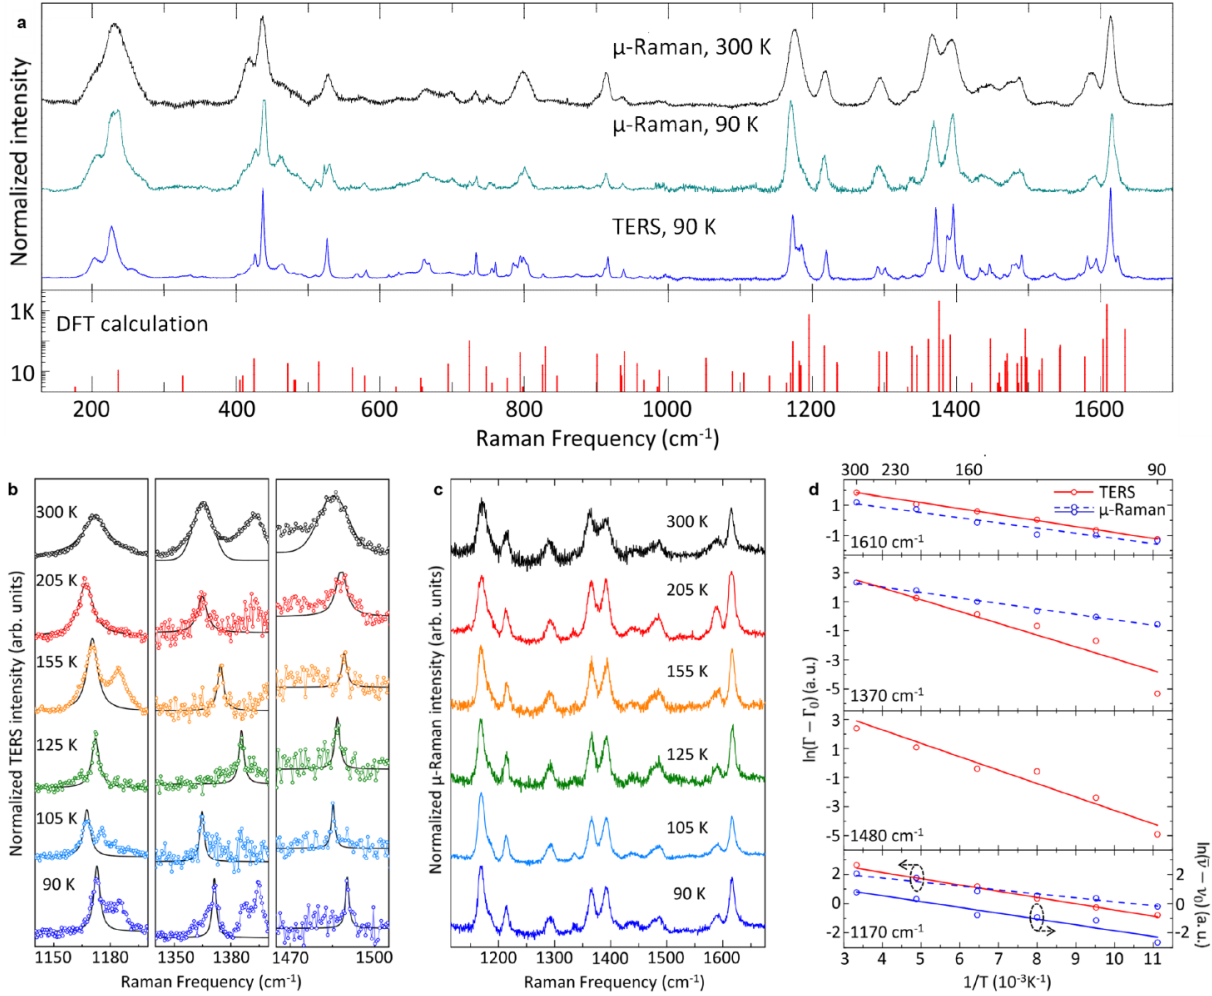 a
Normalized intensity
µ-Raman, 300 K
µ-Raman, 90 K
TERS, 90 K
DFT calculation
1K
10
200 400 600 800 1000 1200 1400 1600
Raman Frequency (cm-1)
b
Normalized TERS intensity (arb. units)
300 K
205 K
155 K
125 K
105 K
90 K
1150 1180 1350 1380 1470 1500
Raman Frequency (cm-1)
c
Normalized µ-Raman intensity (arb. units)
300 K
205 K
155 K
125 K
105 K
90 K
1200 1300 1400 1500 1600
Raman Frequency (cm-1)
d
300 230 160 90
TERS
µ-Raman
1
-1
1610 cm-1
3
1
-1
-3
-5
1370 cm-1
ln(Γ − Γ0) (a.u.)
3
1
-1
-3
-5
1480 cm-1
2
0
-2
1170 cm-1
2
0
-2
ln(ν̄ − ν0) (a.u.)
3 4 5 6 7 8 9 10 11
1/T (10-3K-1)